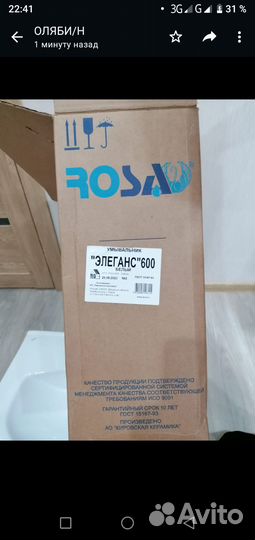 22:41
3G G 31 %
ОЛЯБИ/Н
1 минуту назад
ROSA
УМЫВАЛЬНИК
"ЭЛЕГАНС"600
БЕЛЫЙ
КАЧЕСТВО ПРОДУКЦИИ ПОДТВЕРЖДЕНО
СЕРТИФИЦИРОВАННОЙ СИСТЕМОЙ
МЕНЕДЖМЕНТА КАЧЕСТВА СООТВЕТСТВУЮЩЕЙ
ТРЕБОВАНИЯМ ИСО 9001
ГАРАНТИЙНЫЙ СРОК 10 ЛЕТ
ГОСТ 15167-93
ПРОИЗВЕДЕНО
АО "КИРОВСКАЯ КЕРАМИКА"
Avito